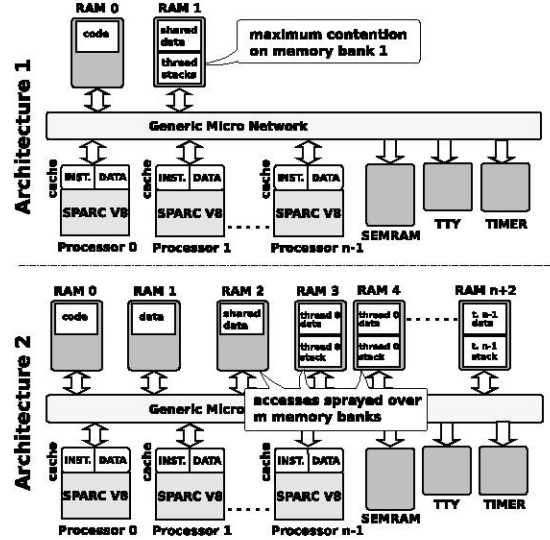 RAM 0
RAM 1
code
shared
data
thread
stacks
maximum contention
on memory bank 1
Architecture 1
Generic Micro Network
cache
INST. DATA
SPARC V8
Processor 0
cache
INST. DATA
SPARC V8
Processor 1
INST. DATA
SPARC V8
Processor n-1
SEMRAM
TTY
TIMER
RAM 0
RAM 1
RAM 2
RAM 3
RAM 4
RAM n+2
code
data
shared
data
thread 0
data
thread 0
stack
thread 0
data
thread 0
stack
t. n-1
data
t. n-1
stack
accesses sprayed over
m memory banks
Architecture 2
Generic Micro
cache
INST. DATA
SPARC V8
Processor 0
cache
INST. DATA
SPARC V8
Processor 1
INST. DATA
SPARC V8
Processor n-1
SEMRAM
TTY
TIMER